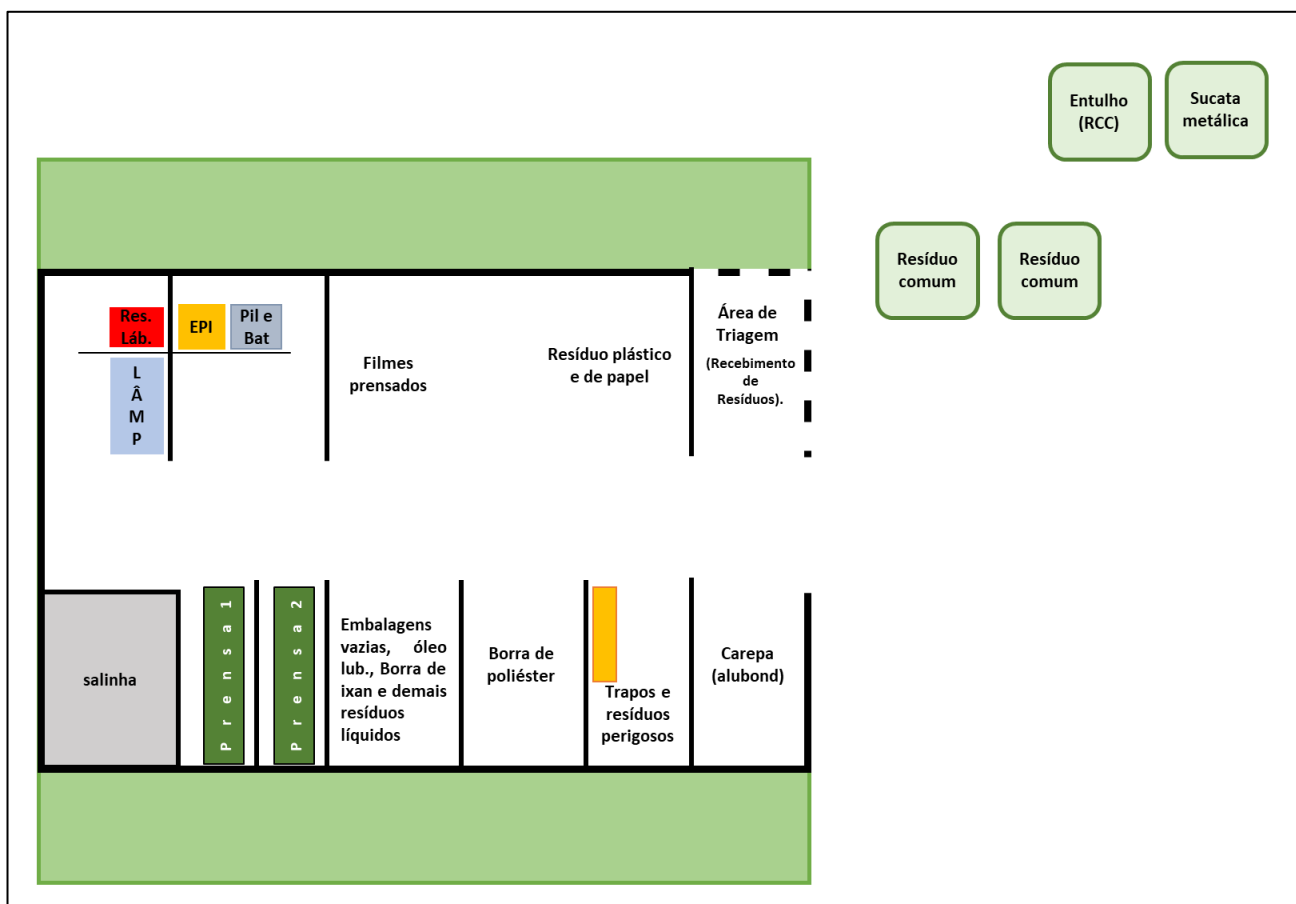 Entulho
(RCC)
Sucata
metálica
Resíduo
comum
Resíduo
comum
Res.
Láb.
EPI
Pil e
Bat
L
Â
M
P
Filmes
prensados
Resíduo plástico
e de papel
Área de
Triagem
(Recebimento
de
Resíduos).
salinha
Prensa 1
Prensa 2
Embalagens
vazias, óleo
lub., Borra de
ixan e demais
resíduos
líquidos
Borra de
poliéster
Trapos e
resíduos
perigosos
Carepa
(alubond)